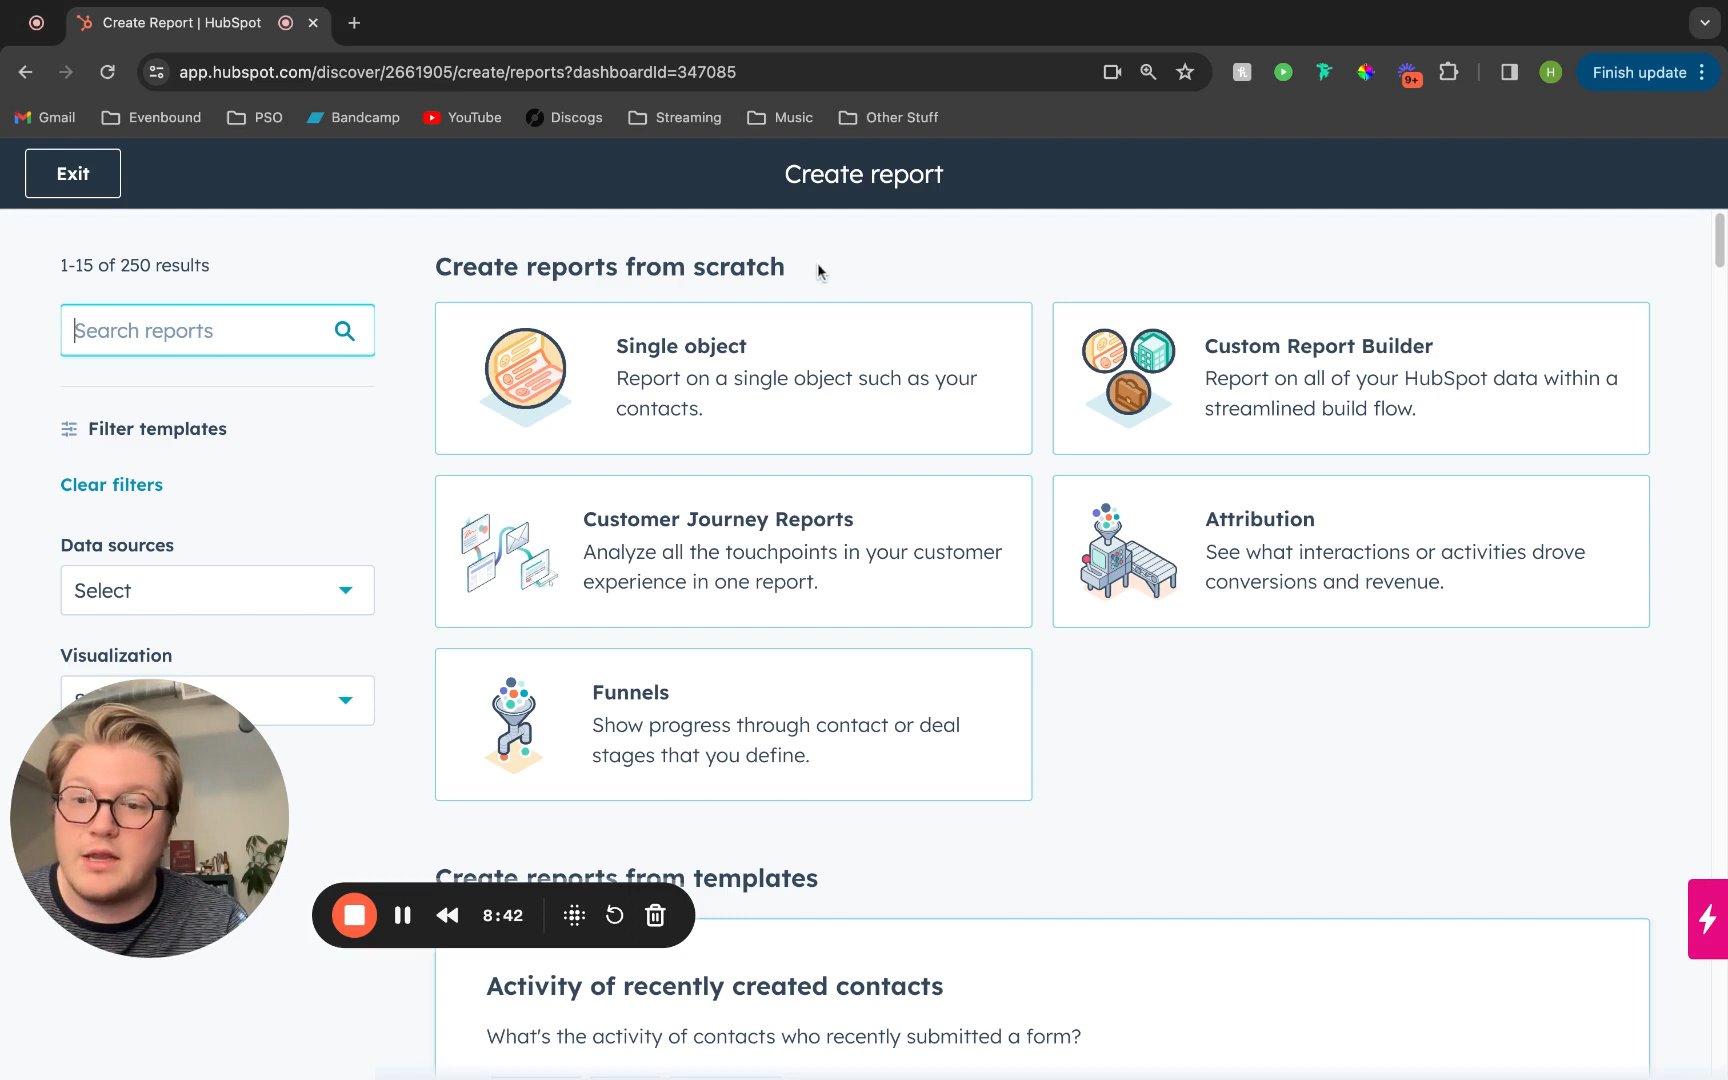 Create Report | HubSpot
app.hubspot.com/discover/2661905/create/reports?dashboardId=347085
9+
H
Finish update
Gmail
Evenbound
PSO
Bandcamp
YouTube
Discogs
Streaming
Music
Other Stuff
Exit
Create report
1-15 of 250 results
Search reports
Filter templates
Clear filters
Data sources
Select
Visualization
Create reports from scratch
Single object
Report on a single object such as your
contacts.
Custom Report Builder
Report on all of your HubSpot data within a
streamlined build flow.
Customer Journey Reports
Analyze all the touchpoints in your customer
experience in one report.
Attribution
See what interactions or activities drove
conversions and revenue.
Funnels
Show progress through contact or deal
stages that you define.
Create reports from templates
8:42
Activity of recently created contacts
What's the activity of contacts who recently submitted a form?